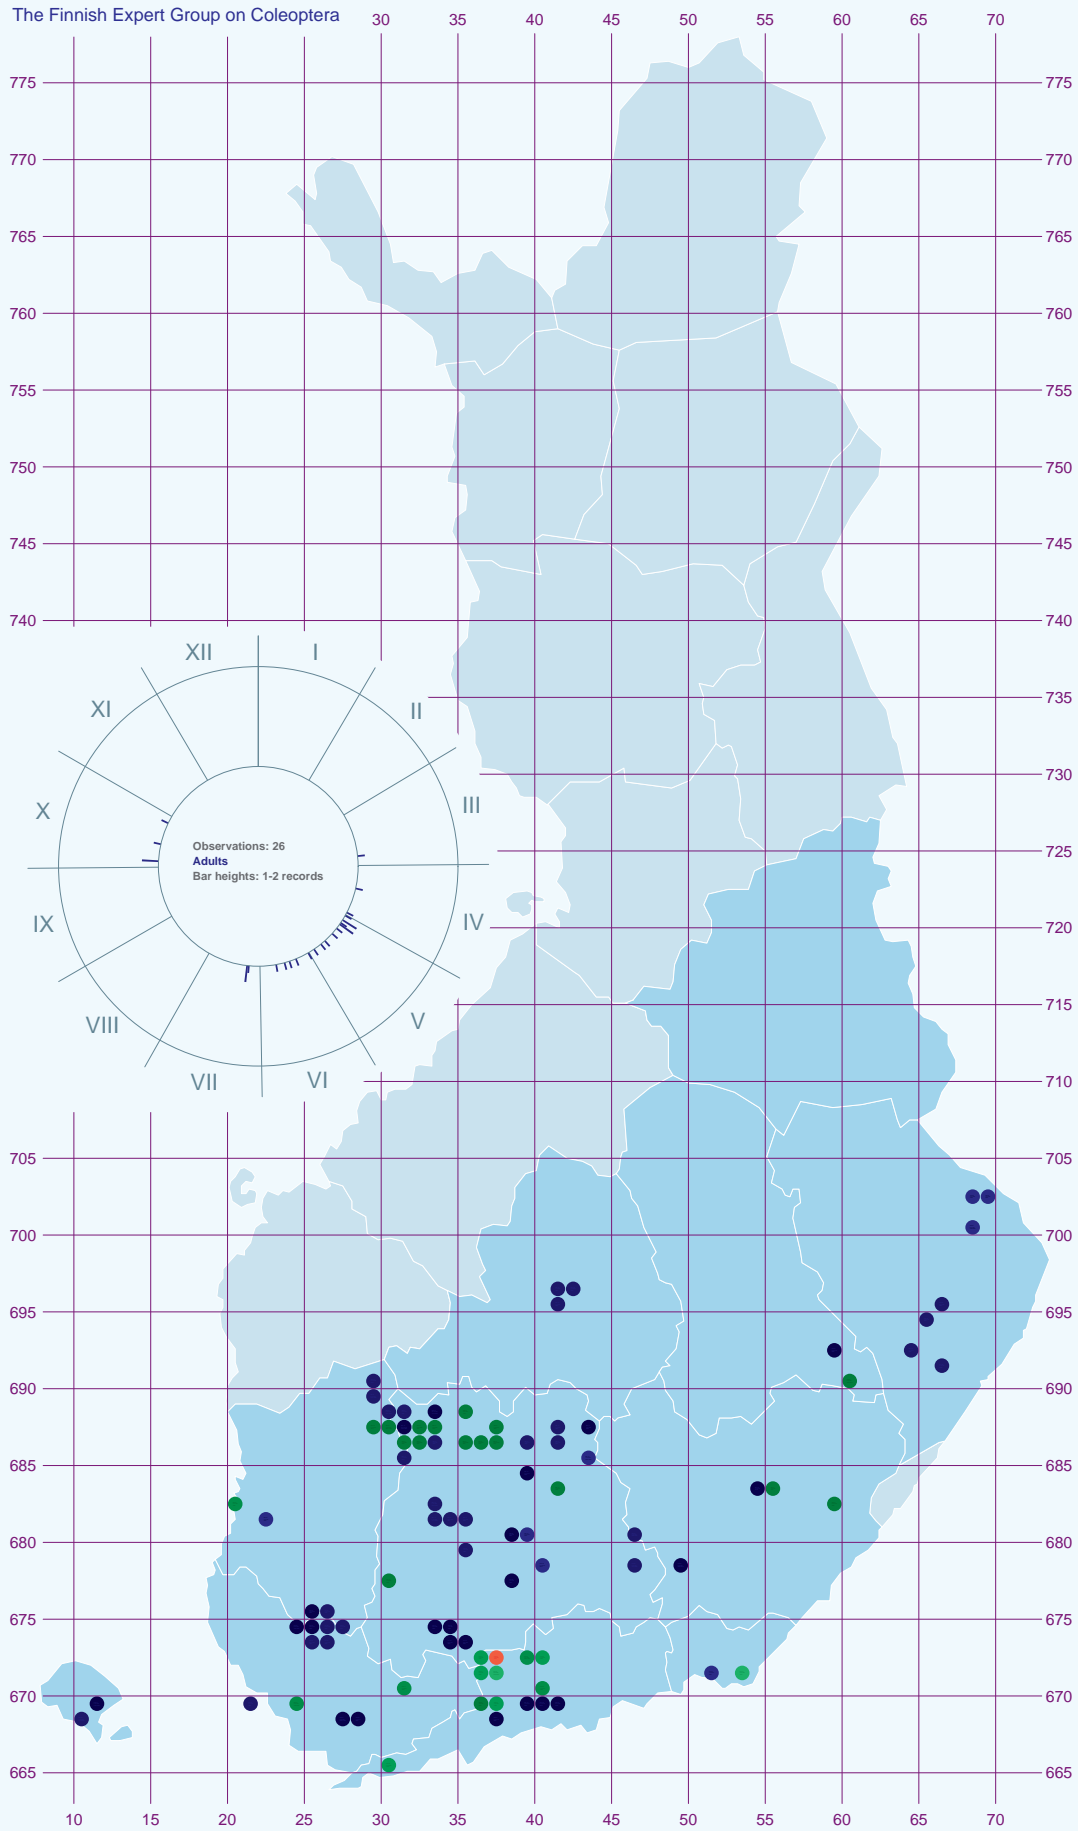 The Finnish Expert Group on Coleoptera 30 35 40 45 50 55 60 65 70
775 775
770 770
765 765
760 760
755 755
750 750
745 745
740 740
XII I
XI II
735
730
X III
Observations: 26
Adults
Bar heights: 1-2 records
725
IX IV
720
715
VIII V
VII VI
710
705 705
700 700
695 695
690 690
685 685
680 680
675 675
670 670
665 665
10 15 20 25 30 35 40 45 50 55 60 65 70